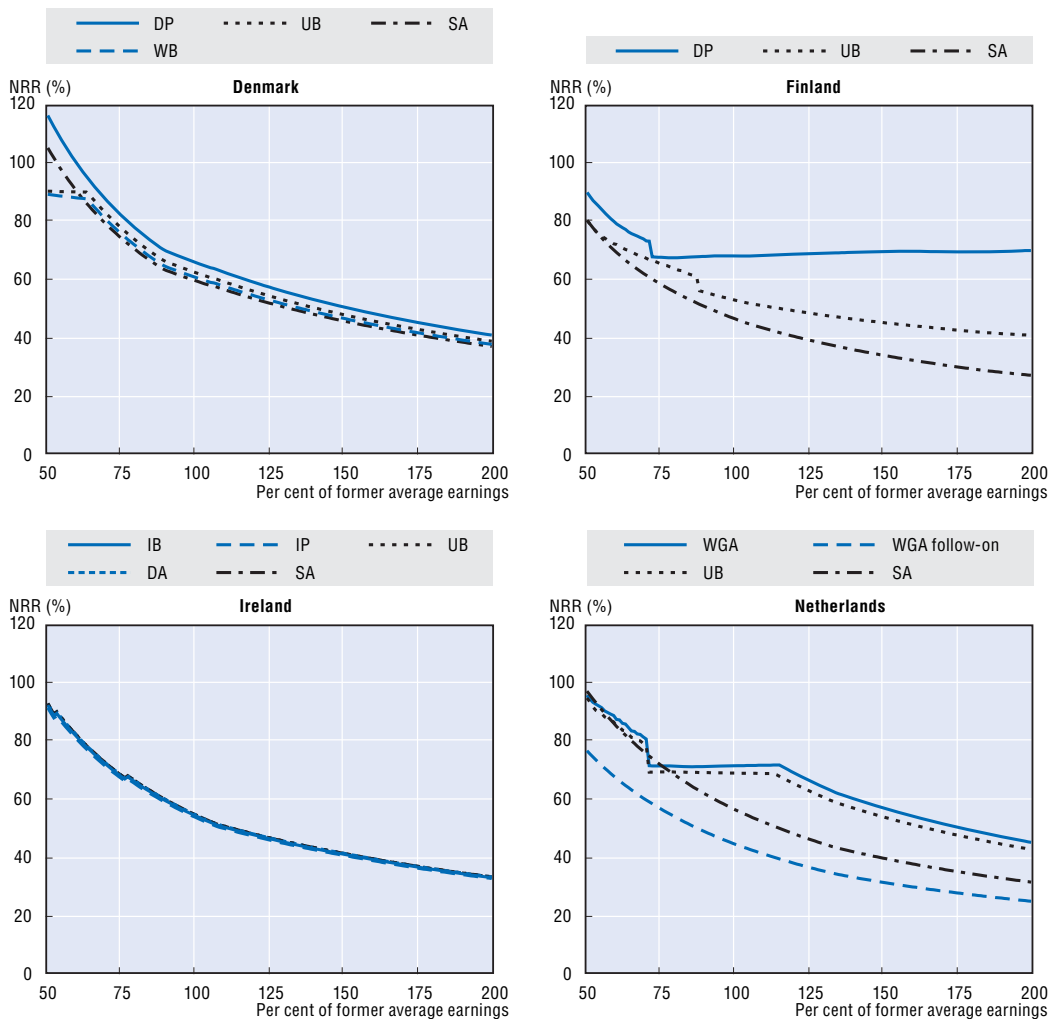 DP UB SA
WB
NRR (%)
Denmark
120
100
80
60
40
20
0
50 75 100 125 150 175 200
Per cent of former average earnings
DP UB SA
NRR (%)
Finland
120
100
80
60
40
20
0
50 75 100 125 150 175 200
Per cent of former average earnings
IB IP UB
DA SA
NRR (%)
Ireland
120
100
80
60
40
20
0
50 75 100 125 150 175 200
Per cent of former average earnings
WGA WGA follow-on
UB SA
NRR (%)
Netherlands
120
100
80
60
40
20
0
50 75 100 125 150 175 200
Per cent of former average earnings